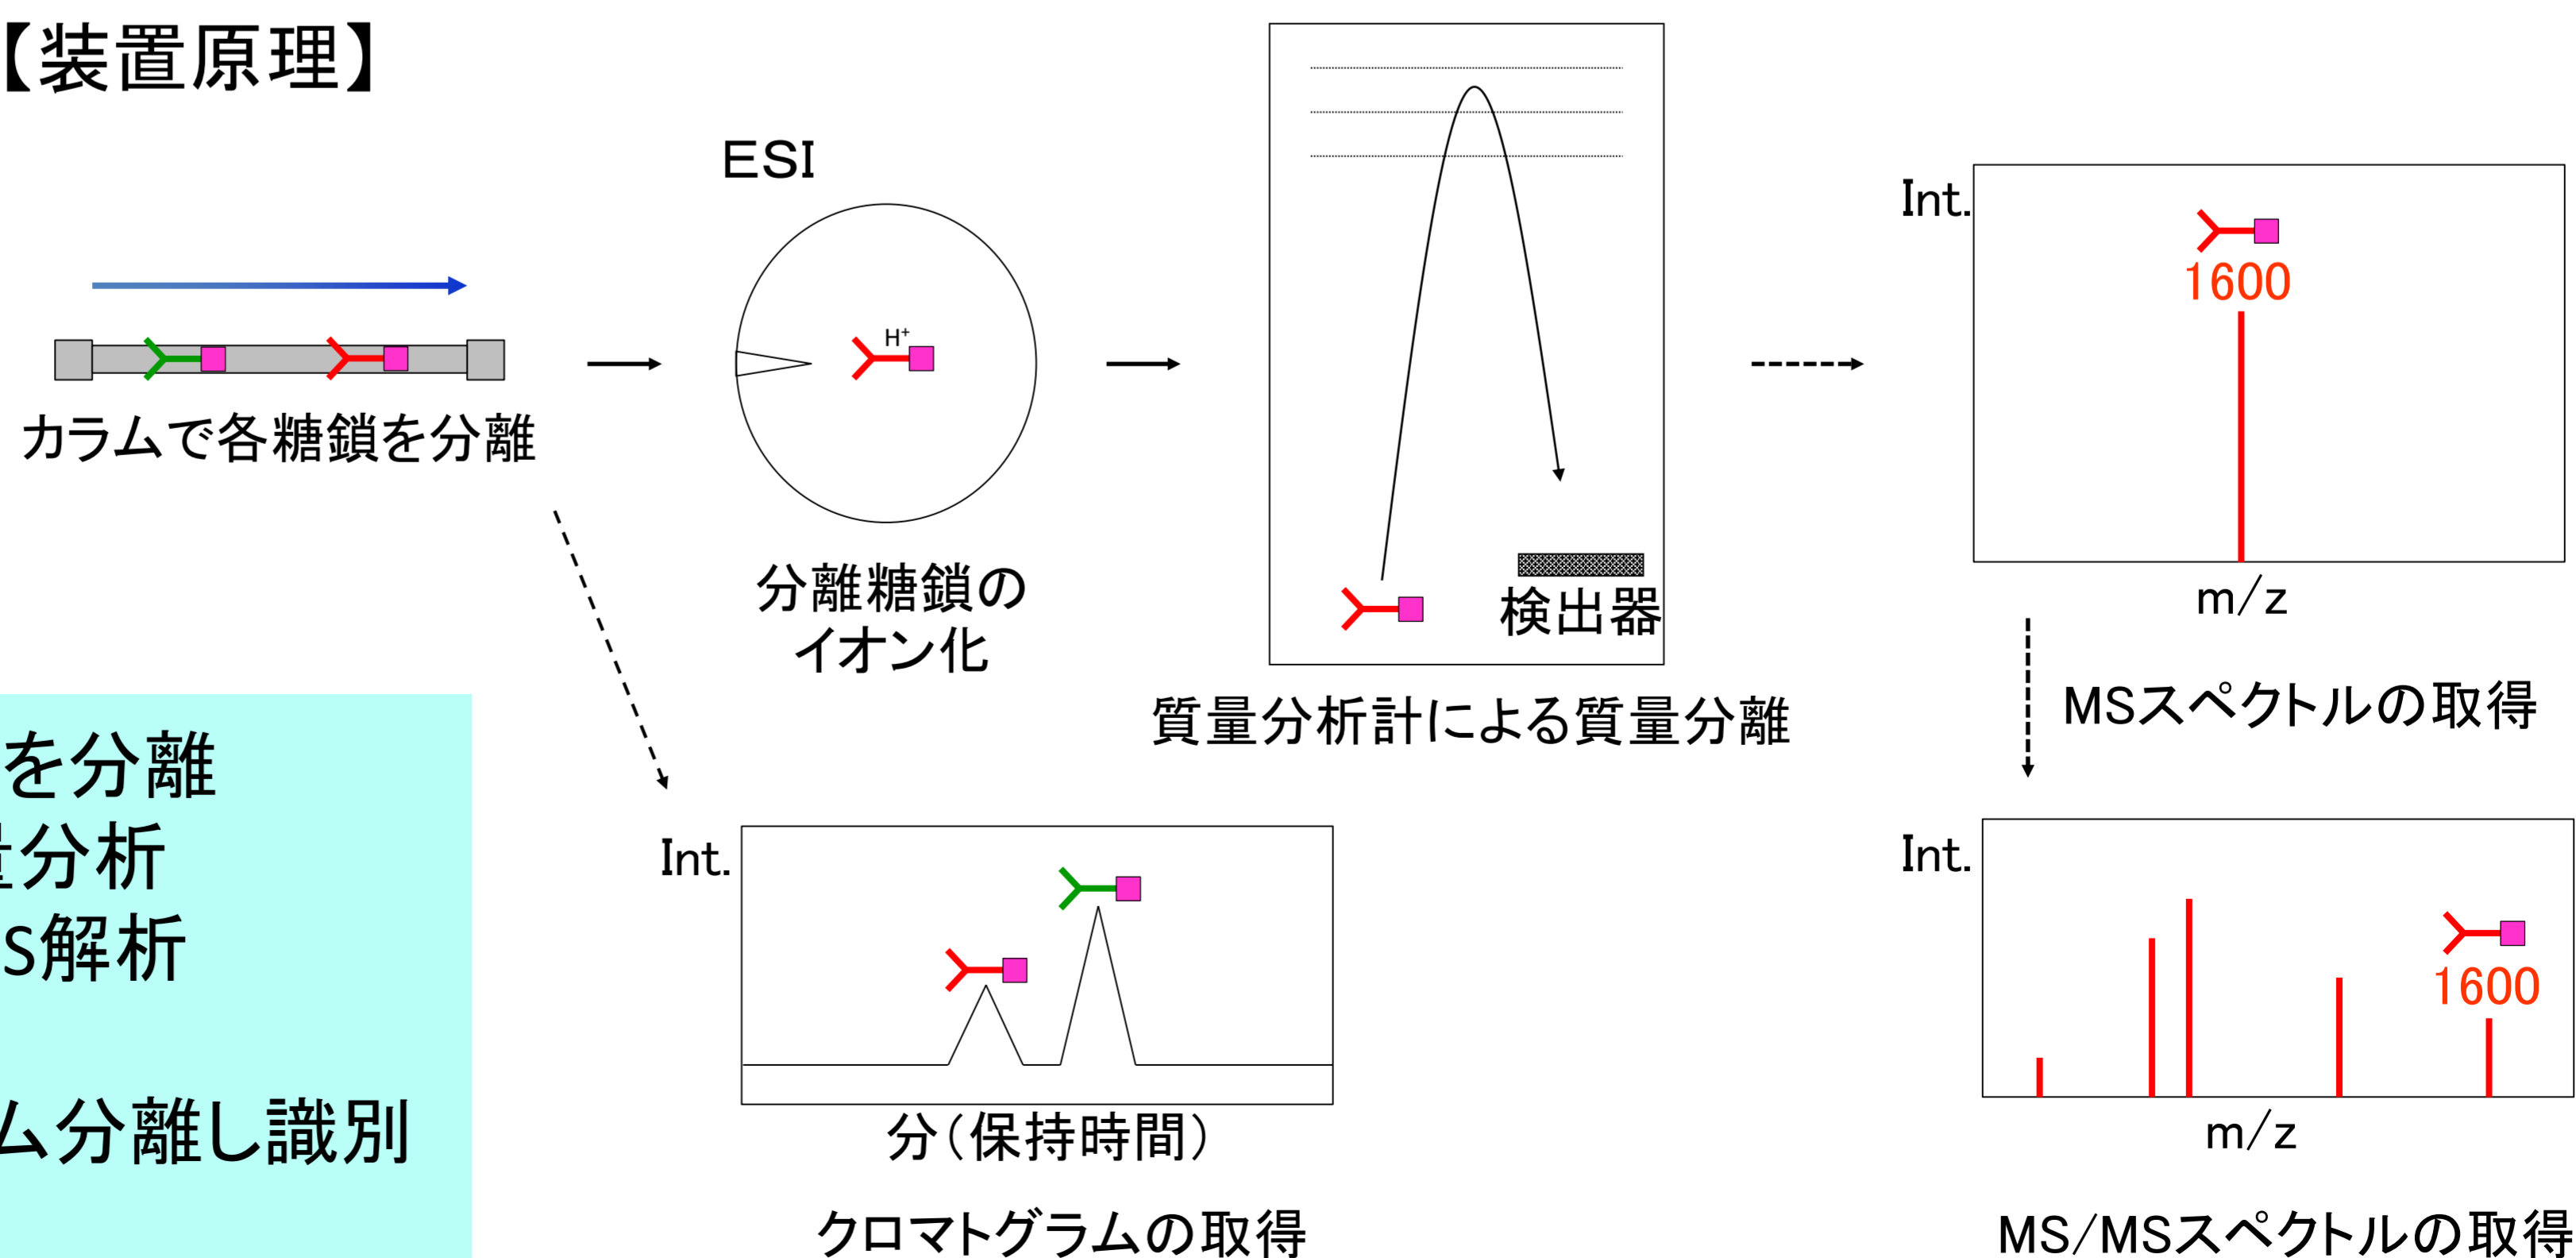 【装置原理】
ESI
H⁺
カラムで各糖鎖を分離
分離糖鎖の
イオン化
検出器
質量分析計による質量分離
Int.
1600
m/z
MSスペクトルの取得
を分離
量分析
S解析
ム分離し識別
Int.
分(保持時間)
クロマトグラムの取得
Int.
1600
m/z
MS/MSスペクトルの取得